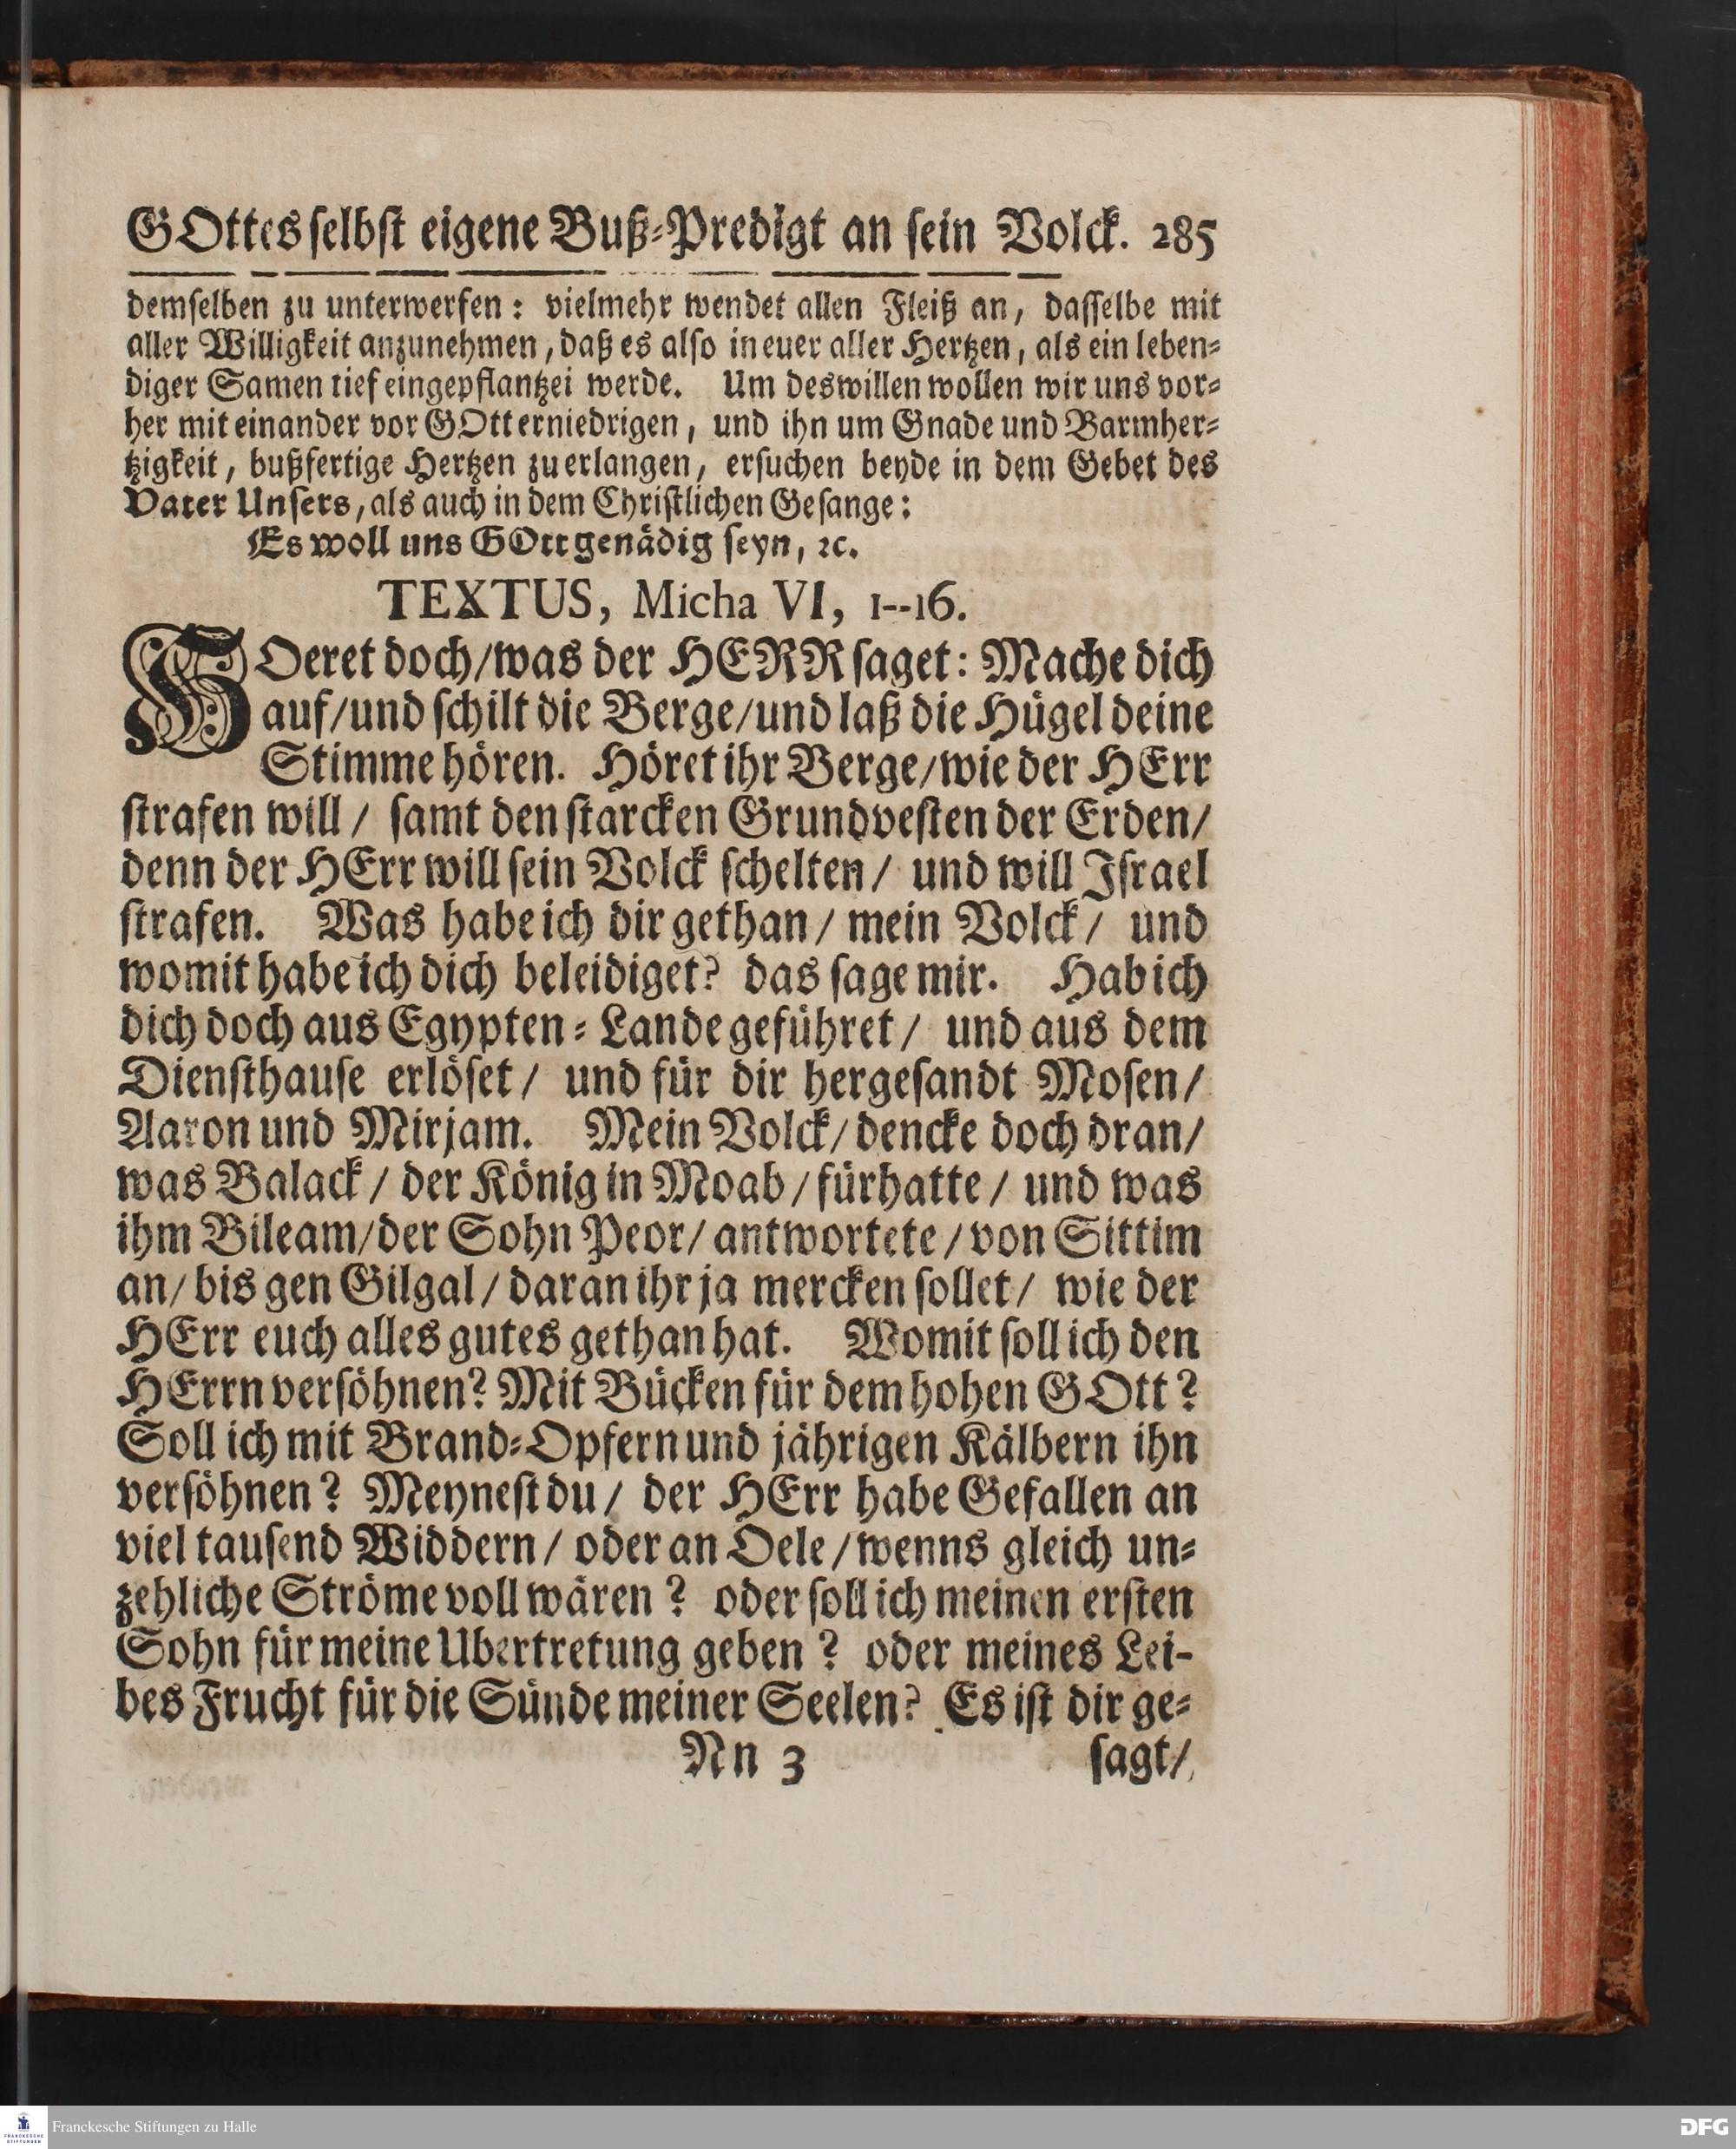 GOttes selbst eigene Buß-Predigt an sein Volck. 285
demselben zu unterwerfen: vielmehr wendet allen Fleiß an, dasselbe mit
aller Willigkeit anzunehmen, daß es also in euer aller Hertzen, als ein leben-
diger Samen tief eingepflantzei werde. Um deswillen wollen wir uns vor-
her mit einander vor GOtt erniedrigen, und ihn um Gnade und Barmher-
tzigkeit, bußfertige Hertzen zu erlangen, ersuchen beyde in dem Gebet des
Vater Unsers, als auch in dem Christlichen Gesange:
Es woll uns GOtt genädig seyn, ꝛc.
TEXTUS, Micha VI, 1--16.
HOeret doch/was der HERR saget: Mache dich
auf/und schilt die Berge/und laß die Hügel deine
Stimme hören. Höret ihr Berge/wie der HErr
strafen will/ samt den starcken Grundvesten der Erden/
denn der HErr will sein Volck schelten/ und will Israel
strafen. Was habe ich dir gethan/ mein Volck/ und
womit habe ich dich beleidiget? das sage mir. Hab ich
dich doch aus Egypten-Lande geführet/ und aus dem
Diensthause erlöset/ und für dir hergesandt Mosen/
Aaron und Mirjam. Mein Volck/dencke doch dran/
was Balack/ der König in Moab/fürhatte/ und was
ihm Bileam/der Sohn Peor/ antwortete/von Sittim
an/ bis gen Gilgal/daran ihr ja mercken sollet/ wie der
HErr euch alles gutes gethan hat. Womit soll ich den
HErrn versöhnen? Mit Bücken für dem hohen GOtt?
Soll ich mit Brand-Opfern und jährigen Kälbern ihn
versöhnen? Meynest du/ der HErr habe Gefallen an
viel tausend Widdern/ oder an Oele/wenns gleich un-
zehliche Ströme voll wären? oder soll ich meinen ersten
Sohn für meine Ubertretung geben? oder meines Lei-
bes Frucht für die Sünde meiner Seelen? Es ist dir ge-
Nn 3 sagt/
Franckesche Stiftungen zu Halle
DFG